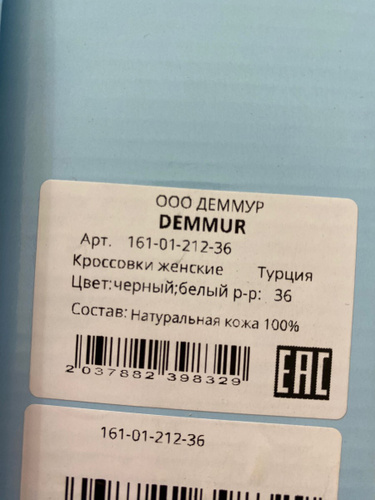 ООО ДЕММУР
DEMMUR
Арт. 161-01-212-36
Кроссовки женские Турция
Цвет:черный;белый р-р: 36
Состав: Натуральная кожа 100%
2 037882 398329
EAC
161-01-212-36